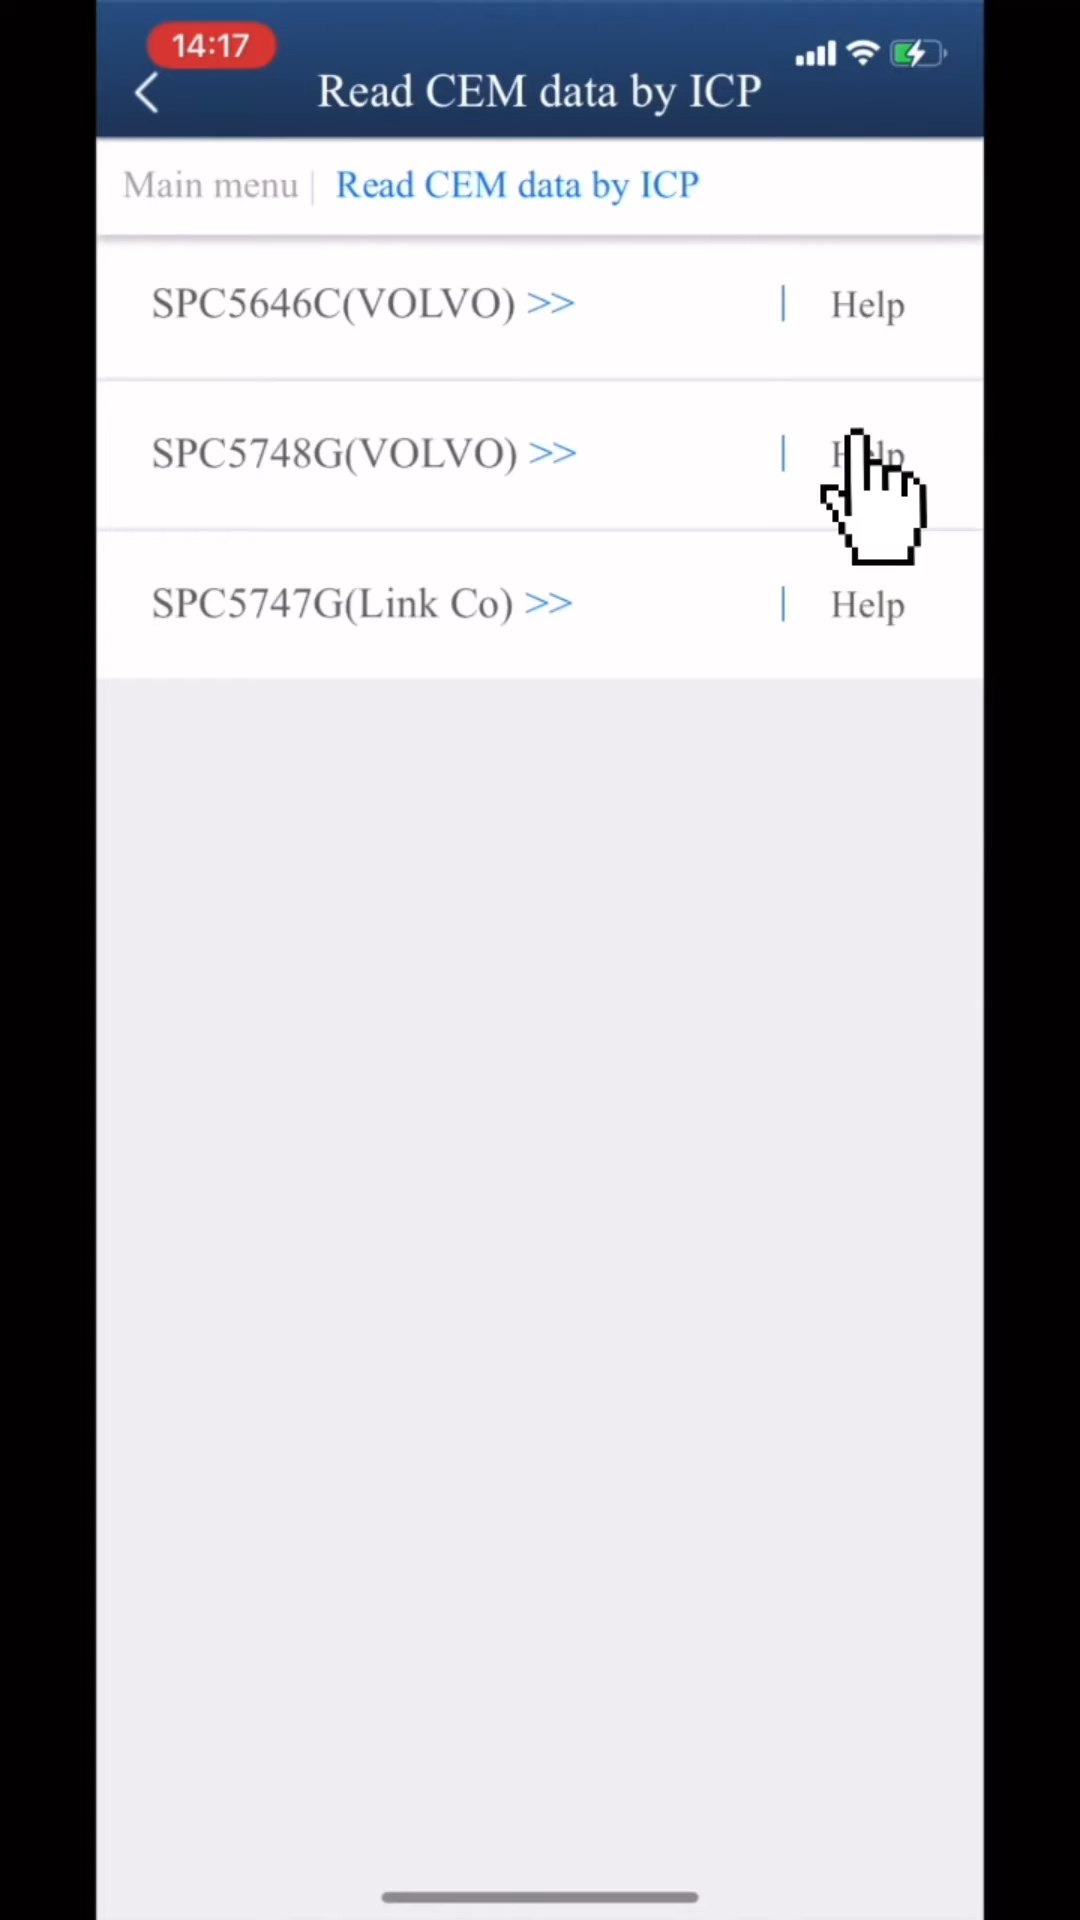 14:17
Read CEM data by ICP
Main menu | Read CEM data by ICP
SPC5646C(VOLVO) >> | Help
SPC5748G(VOLVO) >> | Help
SPC5747G(Link Co) >> | Help